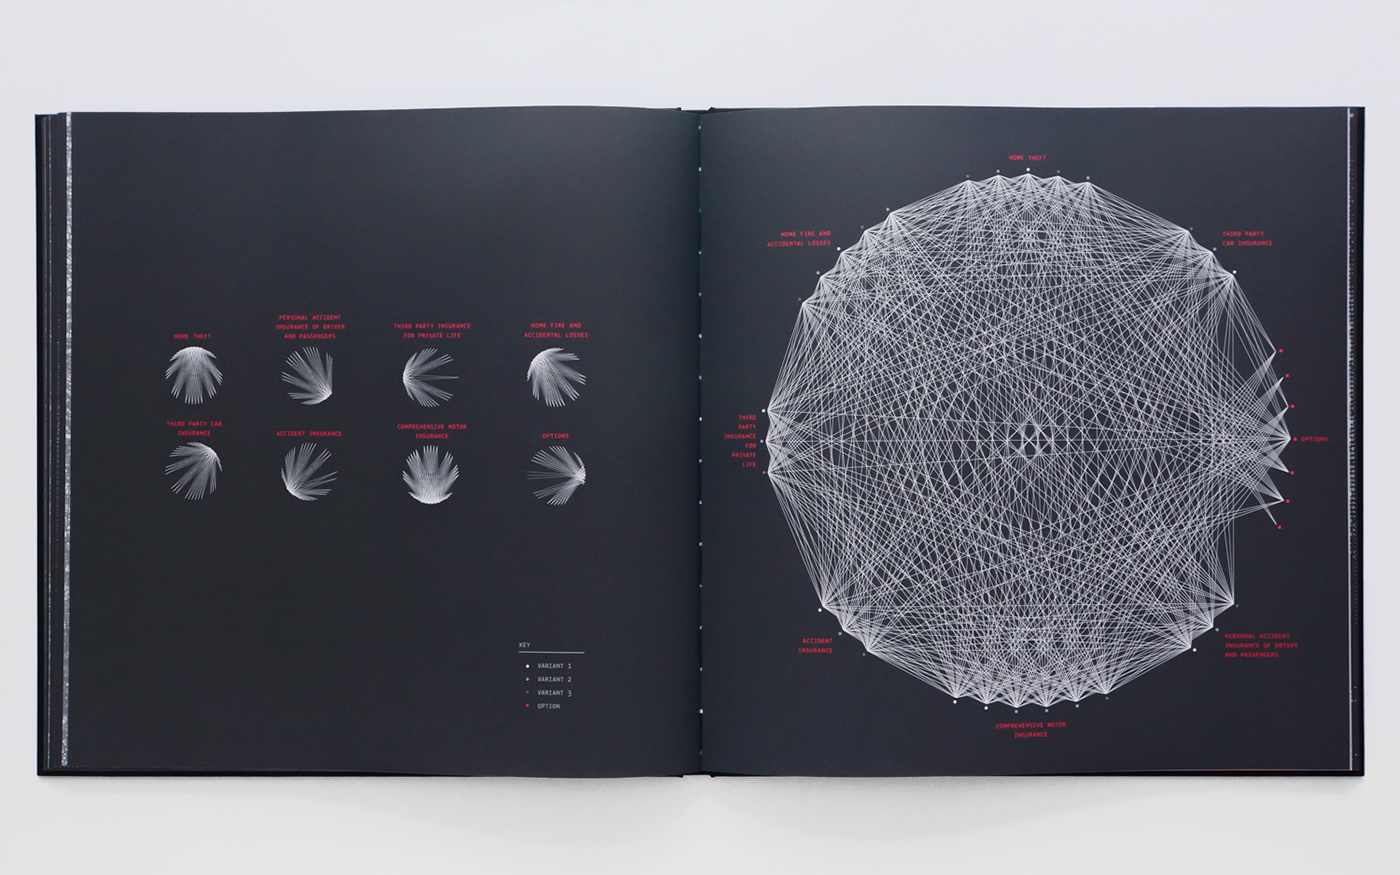 HOME THEFT
PERSONAL ACCIDENT
INSURANCE OF DRIVER
AND PASSENGERS
THIRD PARTY INSURANCE
FOR PRIVATE LIFE
HOME FIRE AND
ACCIDENTAL LOSSES
THIRD PARTY CAR
INSURANCE
ACCIDENT INSURANCE
COMPREHENSIVE MOTOR
INSURANCE
OPTIONS
KEY
VARIANT 1
VARIANT 2
VARIANT 3
OPTION
HOME THEFT
HOME FIRE AND
ACCIDENTAL LOSSES
THIRD PARTY
CAR INSURANCE
THIRD
PARTY
INSURANCE
FOR
PRIVATE
LIFE
OPTIONS
ACCIDENT
INSURANCE
PERSONAL ACCIDENT
INSURANCE OF DRIVER
AND PASSENGERS
COMPREHENSIVE MOTOR
INSURANCE